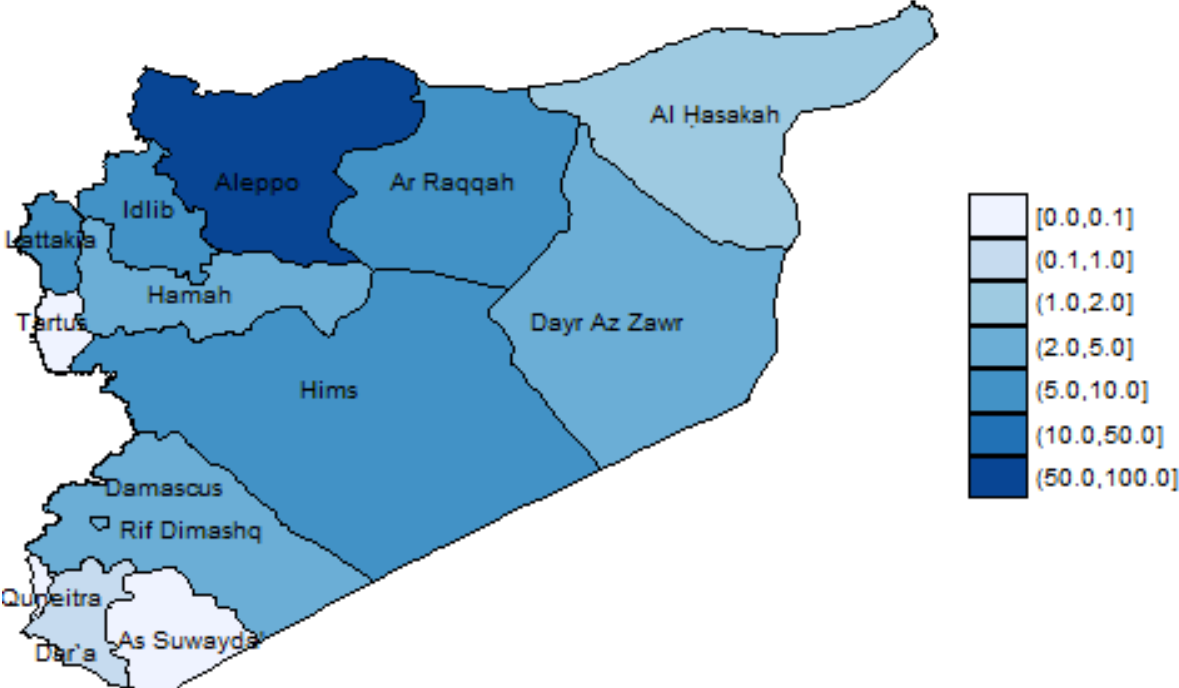 Al Ḥasakah
Aleppo
Ar Raqqah
Idlib
Lattakia
Hamah
Tartus
Dayr Az Zawr
Hims
Damascus
Rif Dimashq
Quneitra
As Suwayda'
Dar`a
[0.0,0.1]
(0.1,1.0]
(1.0,2.0]
(2.0,5.0]
(5.0,10.0]
(10.0,50.0]
(50.0,100.0]